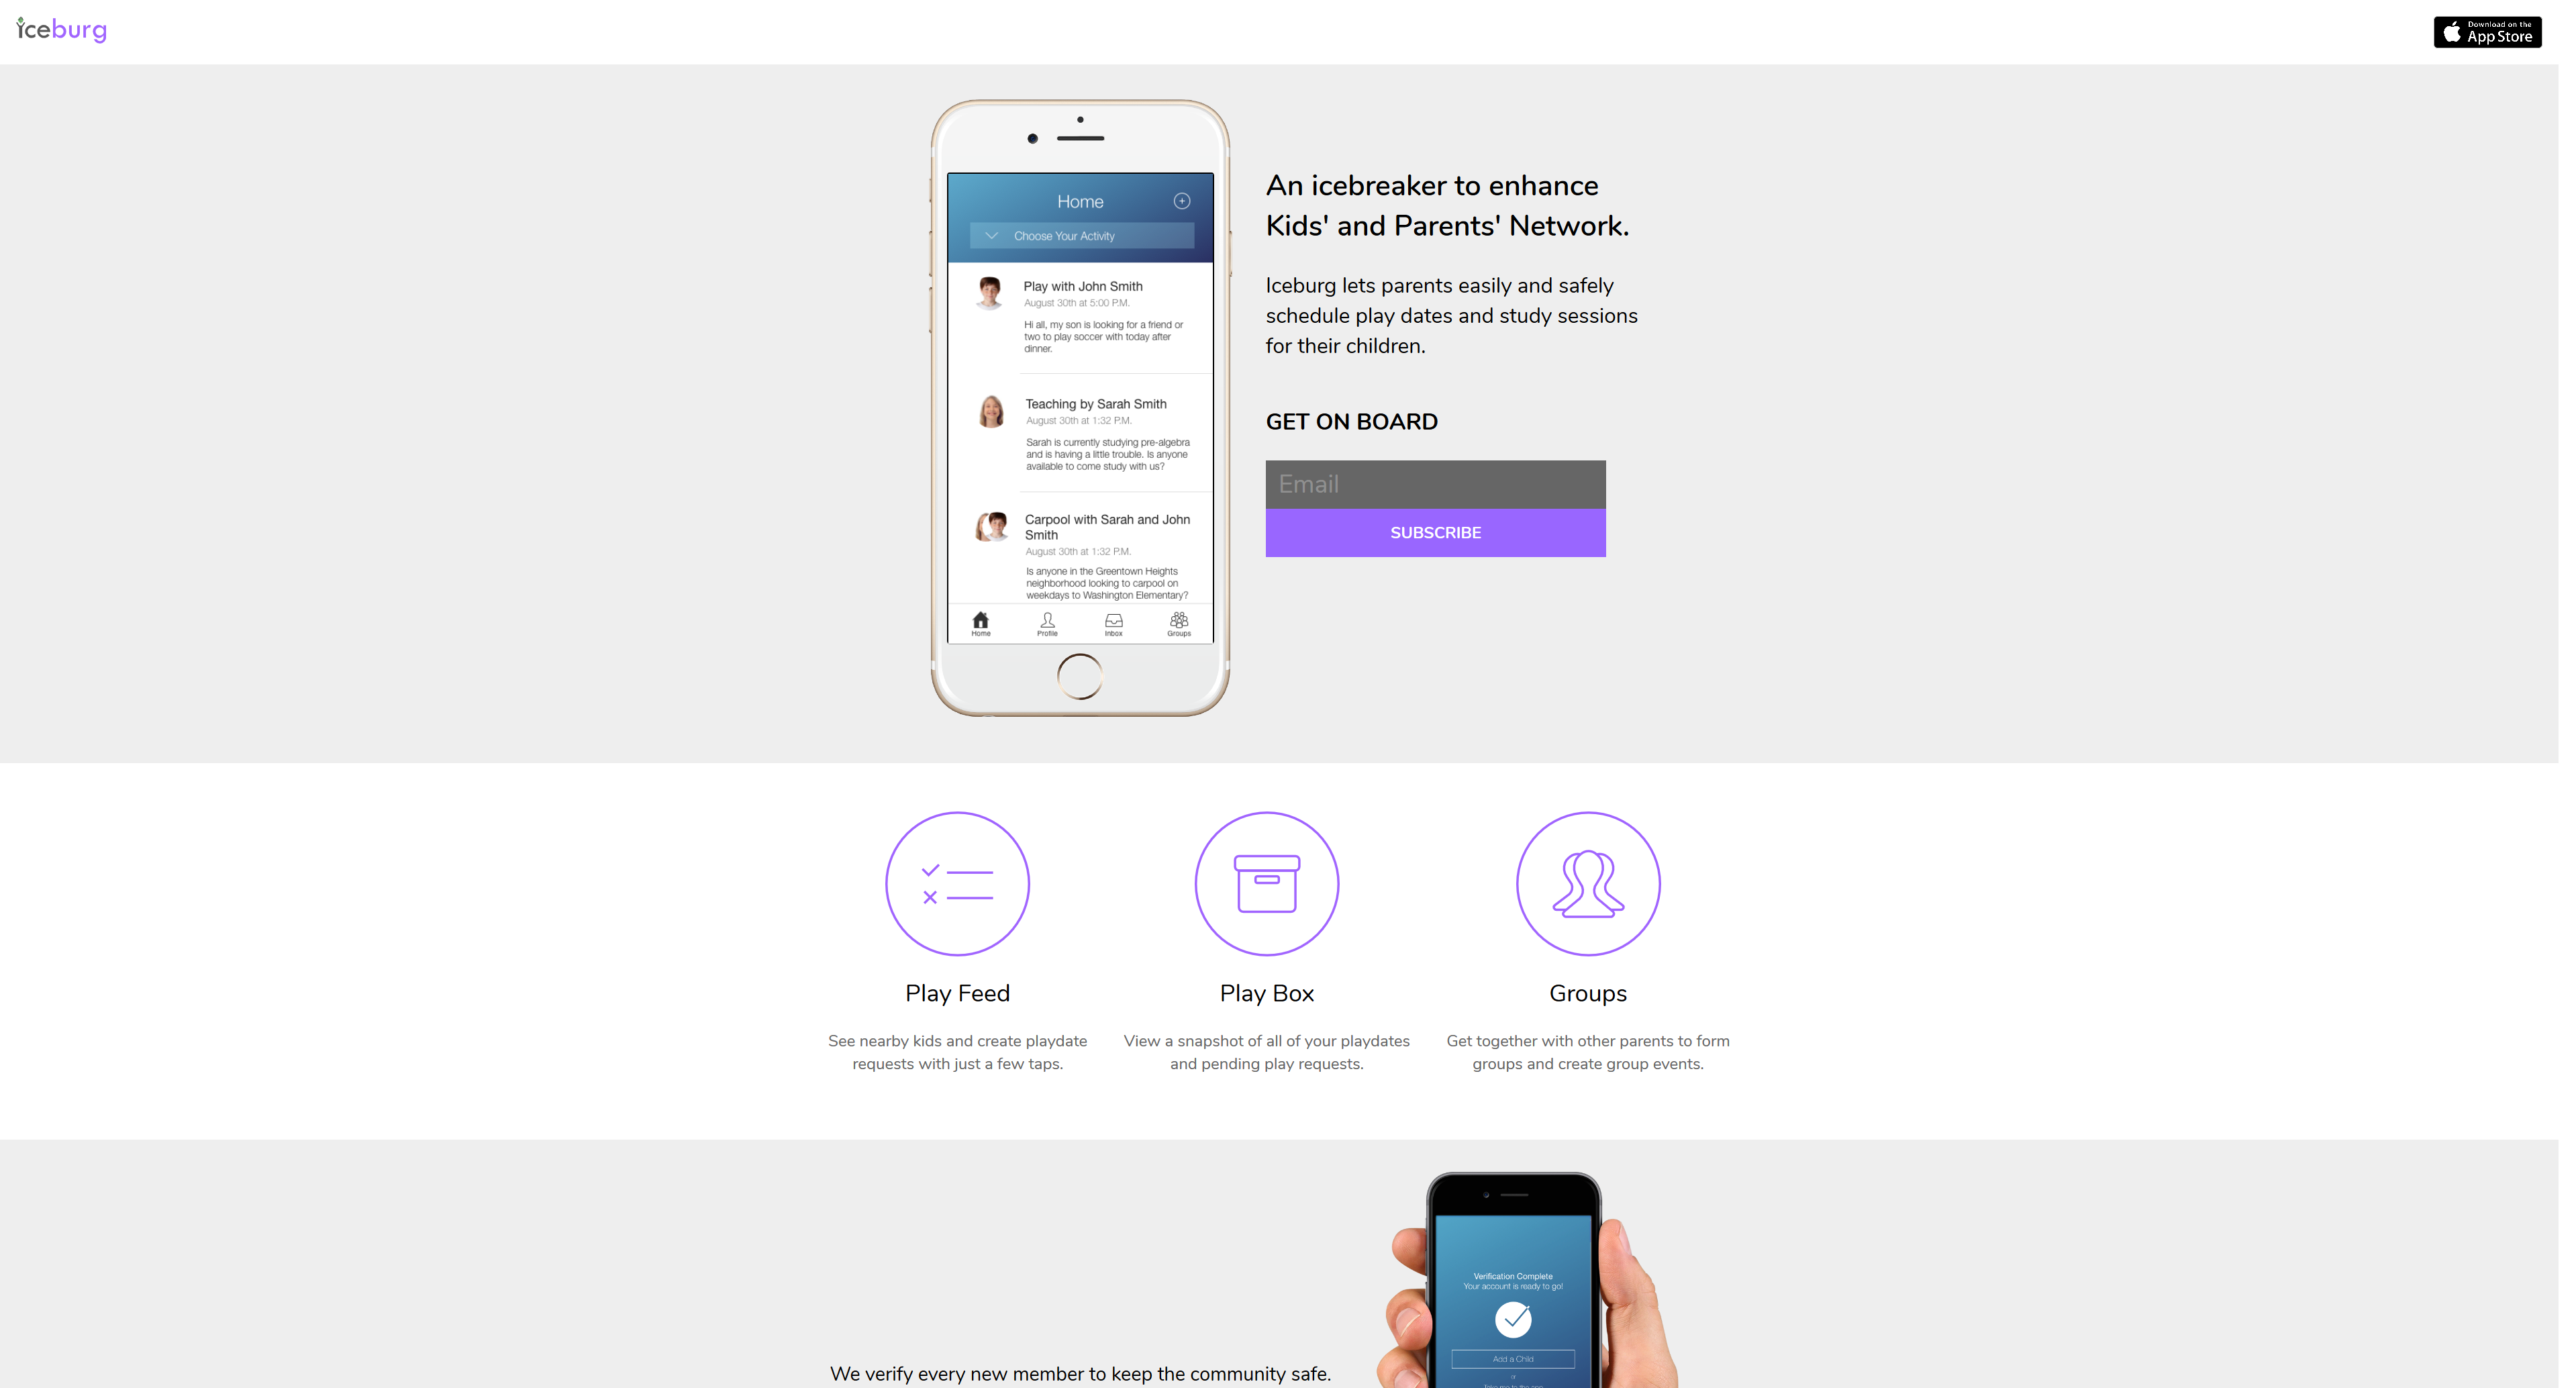 iceburg
Download on the
App Store
Home
Choose Your Activity
Play with John Smith
August 30th at 5:00 P.M.
Hi all, my son is looking for a friend or
two to play soccer with today after
dinner.
Teaching by Sarah Smith
August 30th at 1:32 P.M.
Sarah is currently studying pre-algebra
and is having a little trouble. Is anyone
available to come study with us?
Carpool with Sarah and John
Smith
August 30th at 1:32 P.M.
Is anyone in the Greentown Heights
neighborhood looking to carpool on
weekdays to Washington Elementary?
Home Profile Inbox Groups
An icebreaker to enhance
Kids' and Parents' Network.
Iceburg lets parents easily and safely
schedule play dates and study sessions
for their children.
GET ON BOARD
Email
SUBSCRIBE
Play Feed
See nearby kids and create playdate
requests with just a few taps.
Play Box
View a snapshot of all of your playdates
and pending play requests.
Groups
Get together with other parents to form
groups and create group events.
We verify every new member to keep the community safe.
Verification Complete
Your account is ready to go!
Add a Child
or
Take me to the app